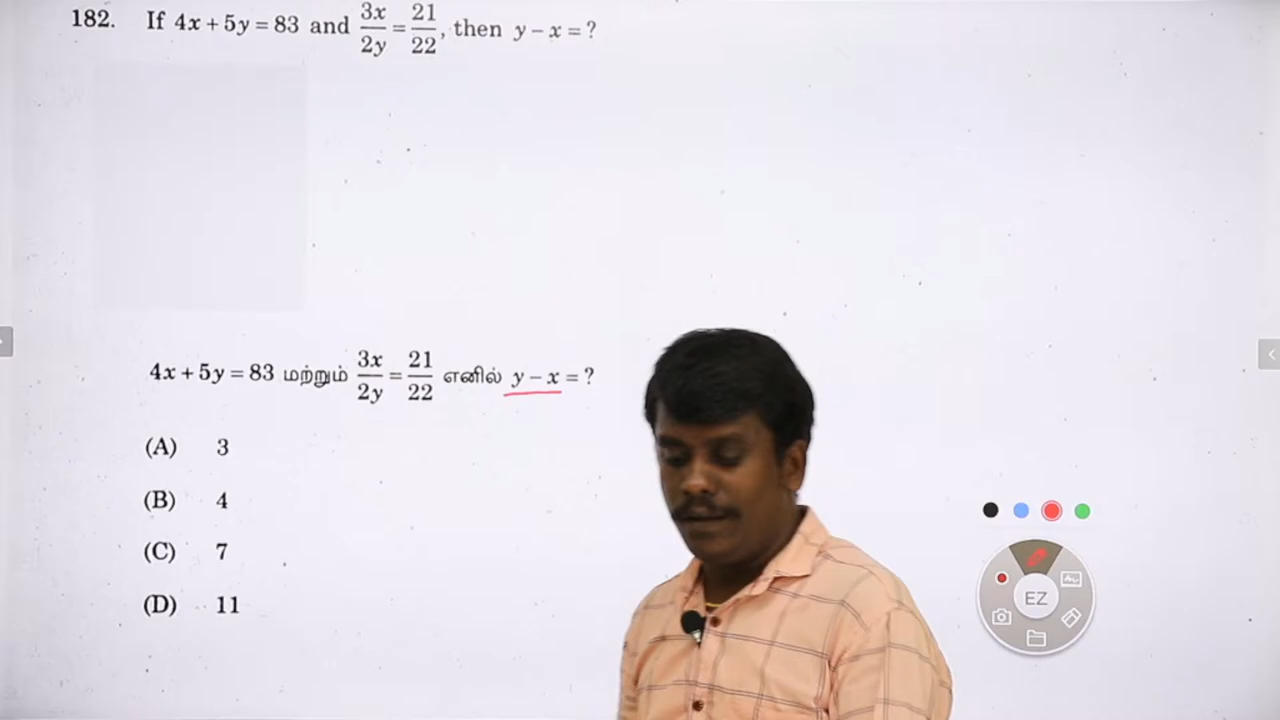 182. If 4x + 5y = 83 and 3x/2y = 21/22, then y – x = ?
4x + 5y = 83 மற்றும் 3x/2y = 21/22 எனில் y – x = ?
(A) 3
(B) 4
(C) 7
(D) 11
EZ